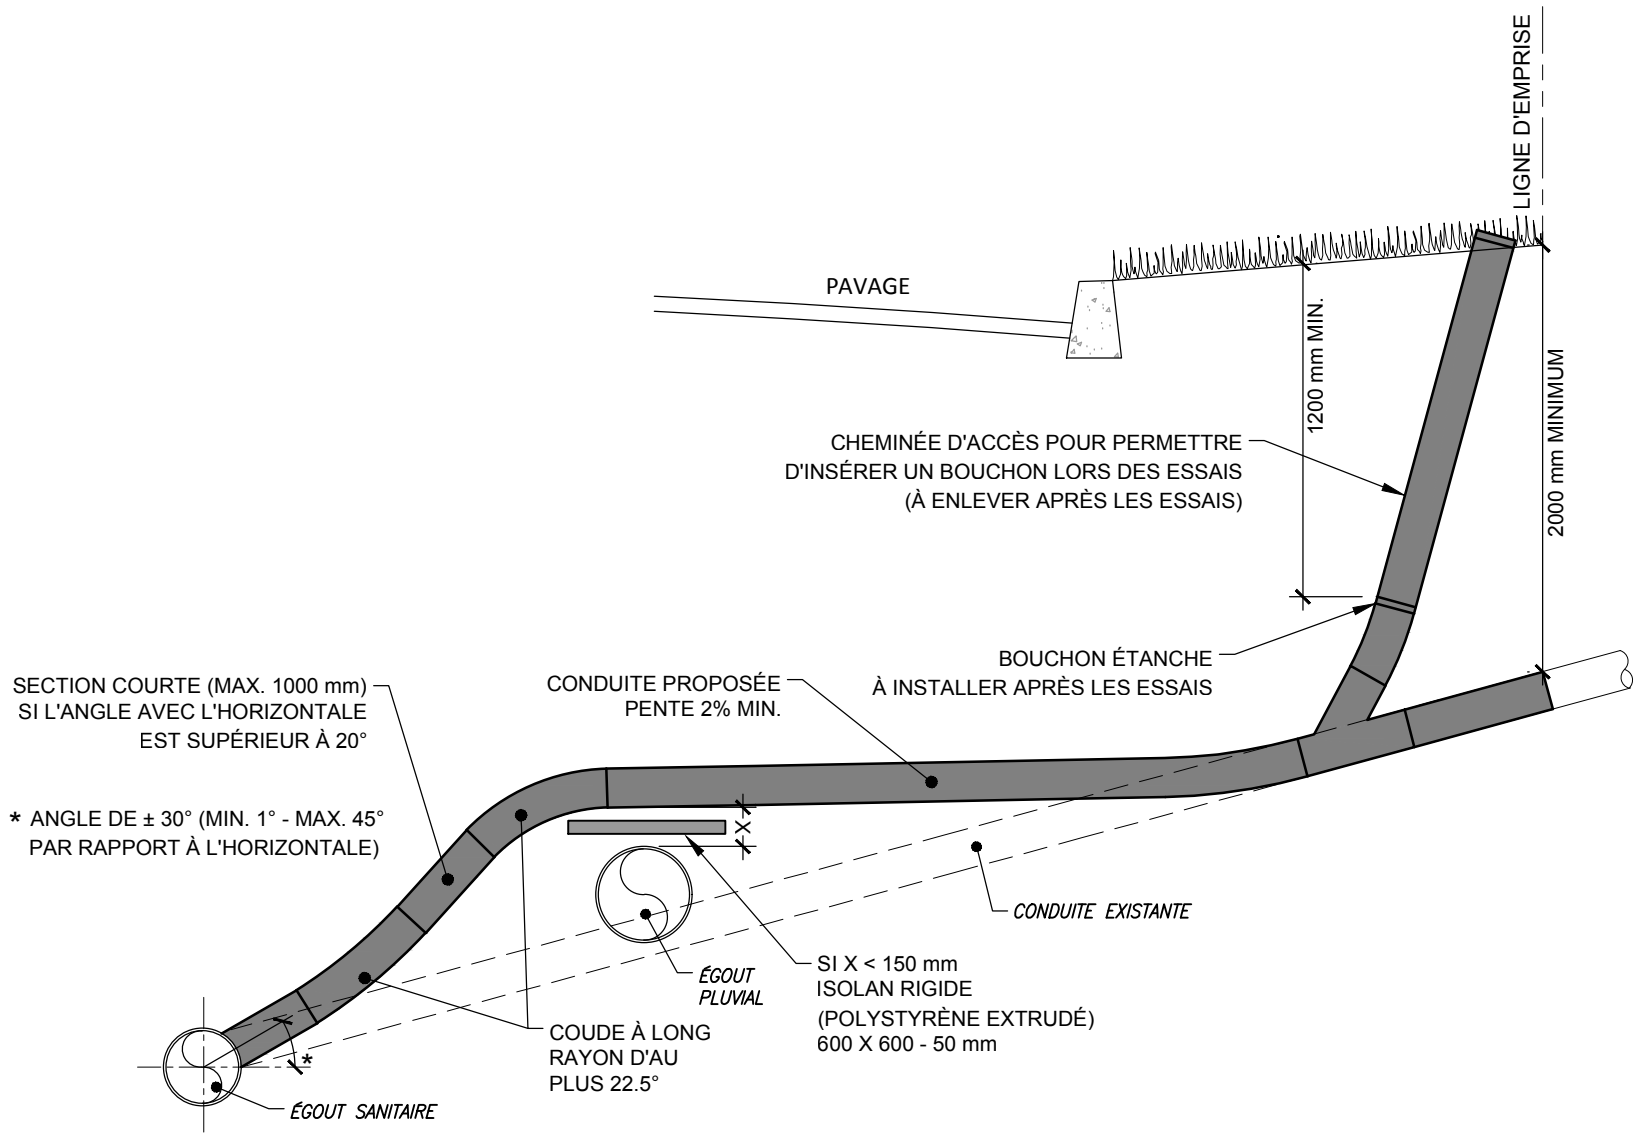 LIGNE D'EMPRISE
PAVAGE
1200 mm MIN.
2000 mm MINIMUM
CHEMINÉE D'ACCÈS POUR PERMETTRE
D'INSÉRER UN BOUCHON LORS DES ESSAIS
(À ENLEVER APRÈS LES ESSAIS)
BOUCHON ÉTANCHE
À INSTALLER APRÈS LES ESSAIS
SECTION COURTE (MAX. 1000 mm)
SI L'ANGLE AVEC L'HORIZONTALE
EST SUPÉRIEUR À 20°
CONDUITE PROPOSÉE
PENTE 2% MIN.
* ANGLE DE ± 30° (MIN. 1° - MAX. 45°
PAR RAPPORT À L'HORIZONTALE)
X
CONDUITE EXISTANTE
ÉGOUT
PLUVIAL
SI X < 150 mm
ISOLAN RIGIDE
(POLYSTYRÈNE EXTRUDÉ)
600 X 600 - 50 mm
COUDE À LONG
RAYON D'AU
PLUS 22.5°
*
ÉGOUT SANITAIRE